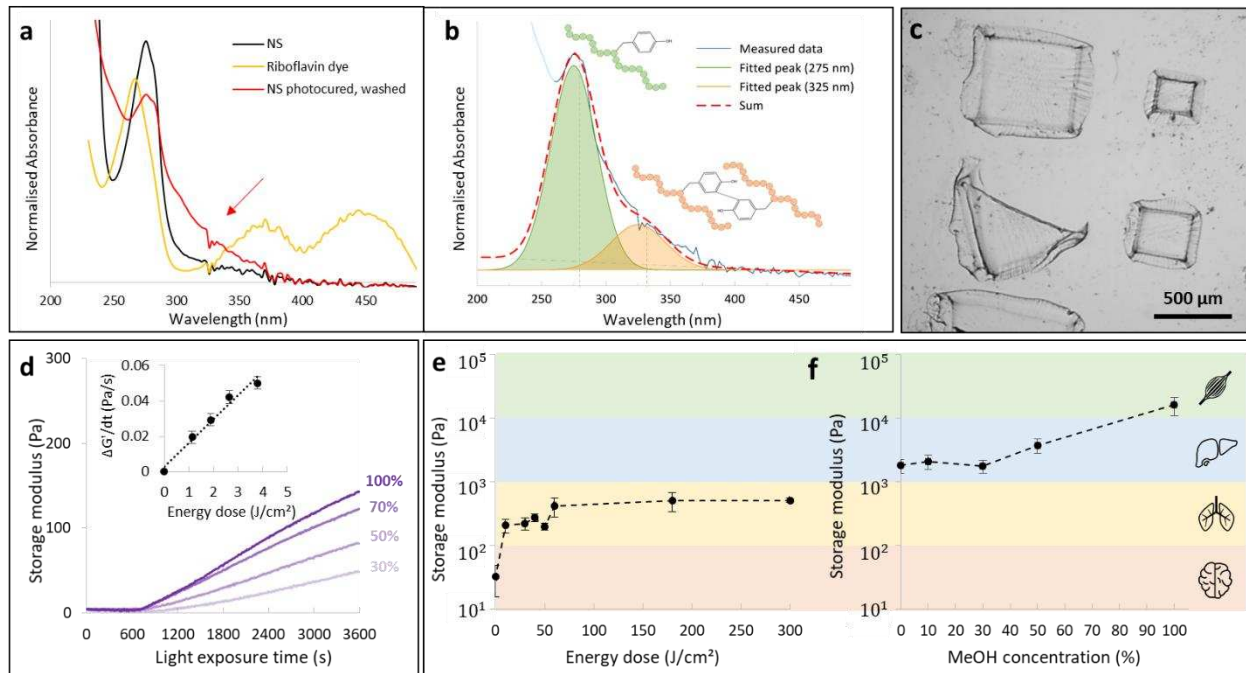 a
Normalised Absorbance
NS
Riboflavin dye
NS photocured, washed
200 250 300 350 400 450
Wavelength (nm)
b
Normalised Absorbance
Measured data
Fitted peak (275 nm)
Fitted peak (325 nm)
Sum
200 250 300 350 400 450
Wavelength (nm)
c
500 µm
d
Storage modulus (Pa)
300
200
100
0
0 600 1200 1800 2400 3000 3600
Light exposure time (s)
ΔG'/dt (Pa/s)
0.06
0.04
0.02
0
0 1 2 3 4 5
Energy dose (J/cm²)
100%
70%
50%
30%
e
Storage modulus (Pa)
10⁵
10⁴
10³
10²
10¹
0 50 100 150 200 250 300
Energy dose (J/cm²)
f
Storage modulus (Pa)
10⁵
10⁴
10³
10²
10¹
0 10 20 30 40 50 60 70 80 90 100
MeOH concentration (%)